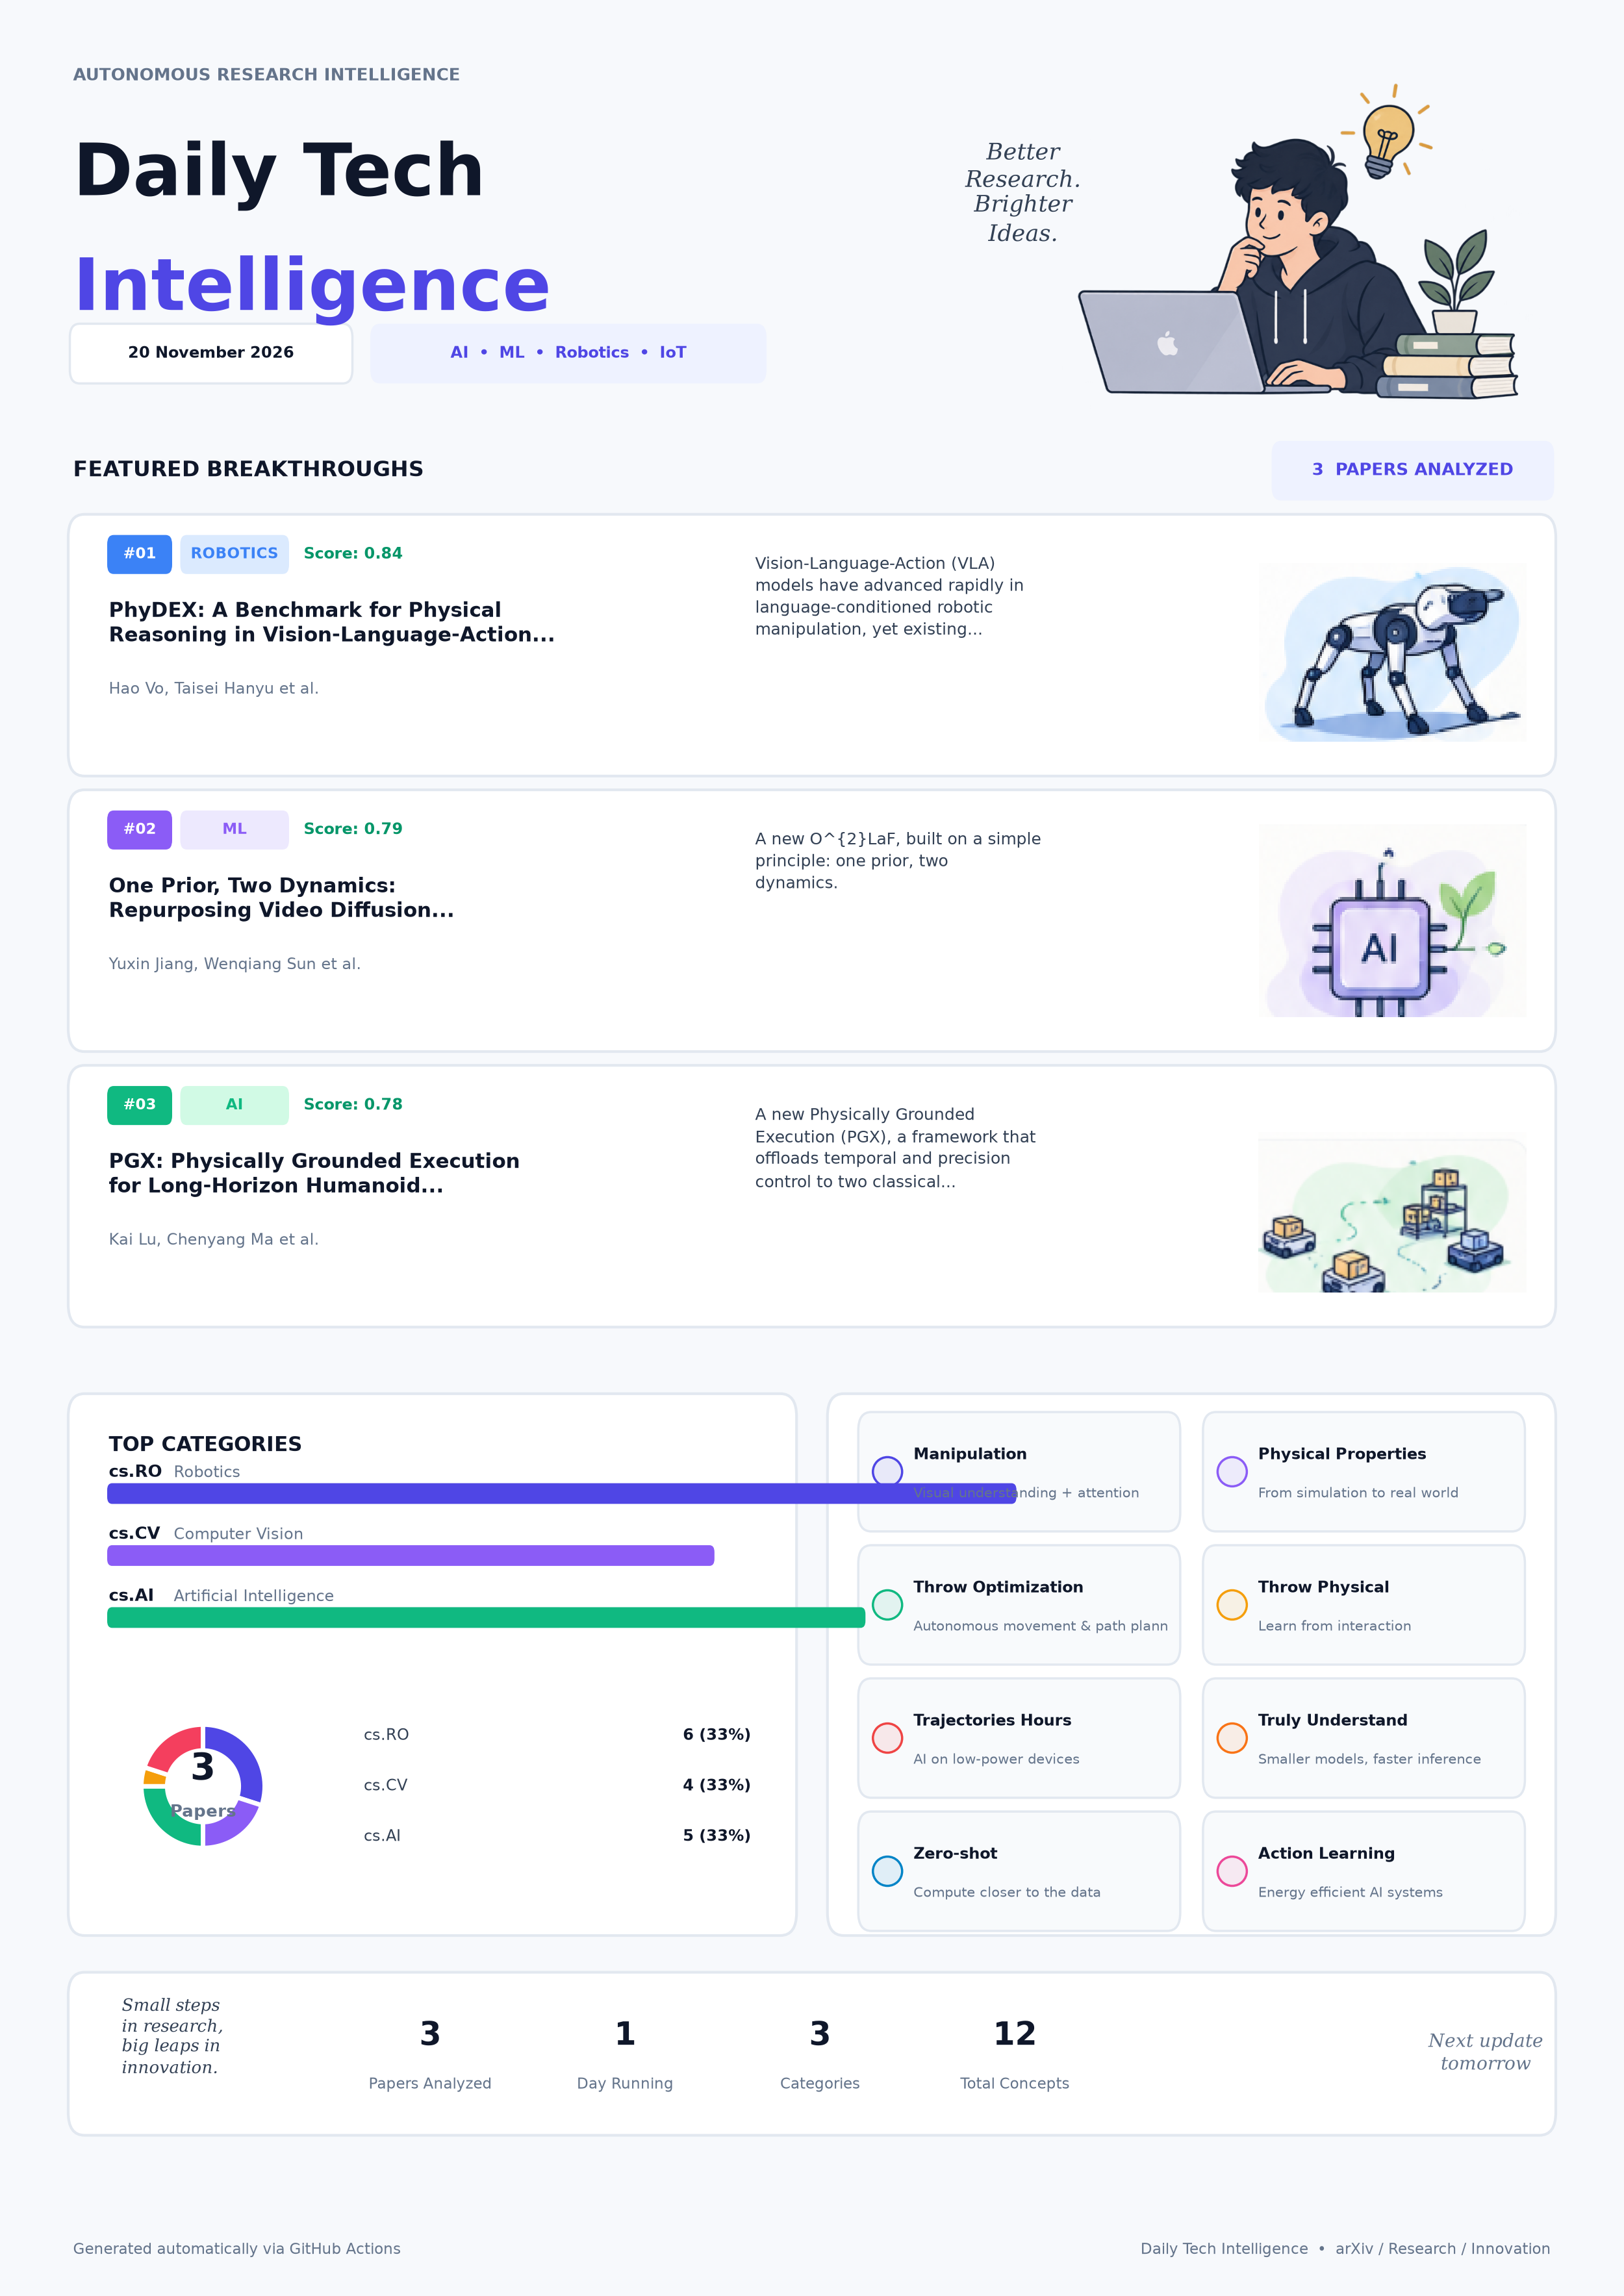 AUTONOMOUS RESEARCH INTELLIGENCE
Daily Tech
Intelligence
20 November 2026
AI • ML • Robotics • IoT
Better
Research.
Brighter
Ideas.
FEATURED BREAKTHROUGHS
3 PAPERS ANALYZED
#01
ROBOTICS
Score: 0.84
PhyDEX: A Benchmark for Physical
Reasoning in Vision-Language-Action...
Hao Vo, Taisei Hanyu et al.
Vision-Language-Action (VLA)
models have advanced rapidly in
language-conditioned robotic
manipulation, yet existing...
#02
ML
Score: 0.79
One Prior, Two Dynamics:
Repurposing Video Diffusion...
Yuxin Jiang, Wenqiang Sun et al.
A new O^{2}LaF, built on a simple
principle: one prior, two
dynamics.
AI
#03
AI
Score: 0.78
PGX: Physically Grounded Execution
for Long-Horizon Humanoid...
Kai Lu, Chenyang Ma et al.
A new Physically Grounded
Execution (PGX), a framework that
offloads temporal and precision
control to two classical...
TOP CATEGORIES
cs.RO Robotics
cs.CV Computer Vision
cs.AI Artificial Intelligence
3
Papers
cs.RO 6 (33%)
cs.CV 4 (33%)
cs.AI 5 (33%)
Manipulation
Visual understanding + attention
Physical Properties
From simulation to real world
Throw Optimization
Autonomous movement & path plann
Throw Physical
Learn from interaction
Trajectories Hours
AI on low-power devices
Truly Understand
Smaller models, faster inference
Zero-shot
Compute closer to the data
Action Learning
Energy efficient AI systems
Small steps
in research,
big leaps in
innovation.
3
Papers Analyzed
1
Day Running
3
Categories
12
Total Concepts
Next update
tomorrow
Generated automatically via GitHub Actions
Daily Tech Intelligence • arXiv / Research / Innovation